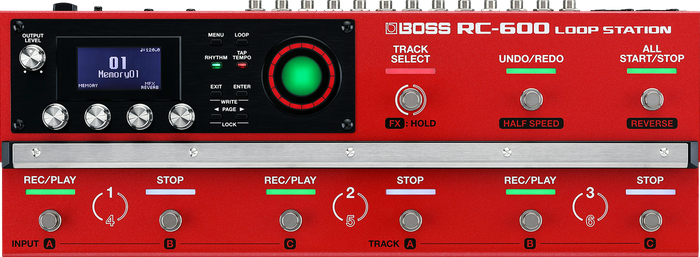 BOSS RC-600 LOOP STATION
OUTPUT LEVEL
♩=120.0
01
Memory01
MEMORY
MFX
REVERB
MENU
LOOP
RHYTHM
TAP TEMPO
EXIT
ENTER
WRITE
◄ PAGE ►
LOCK
TRACK SELECT
UNDO/REDO
ALL START/STOP
FX : HOLD
HALF SPEED
REVERSE
REC/PLAY
1
4
STOP
REC/PLAY
2
5
STOP
REC/PLAY
3
6
STOP
INPUT A
B
C
TRACK A
B
C